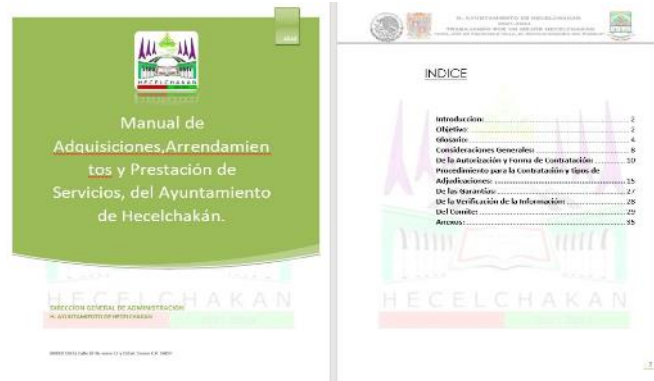 HECELCHAKAN
Manual de
Adquisiciones,Arrendamien
tos y Prestación de
Servicios, del Ayuntamiento
de Hecelchakán.
HECELCHAKAN
DIRECCIÓN GENERAL DE ADMINISTRACIÓN
H. AYUNTAMIENTO DE HECELCHAKÁN
H. AYUNTAMIENTO DE HECELCHAKÁN
INDICE
Introduccion: 2
Objetivo: 2
Glosario: 4
Consideraciones Generales: 8
De la Autorización y Forma de Contratación: 10
Procedimiento para la Contratación y tipos de
Adjudicaciones: 15
De las Garantías: 27
De la Verificación de la Información: 28
Del Comite: 29
Anexos: 35
HECELCHAKAN